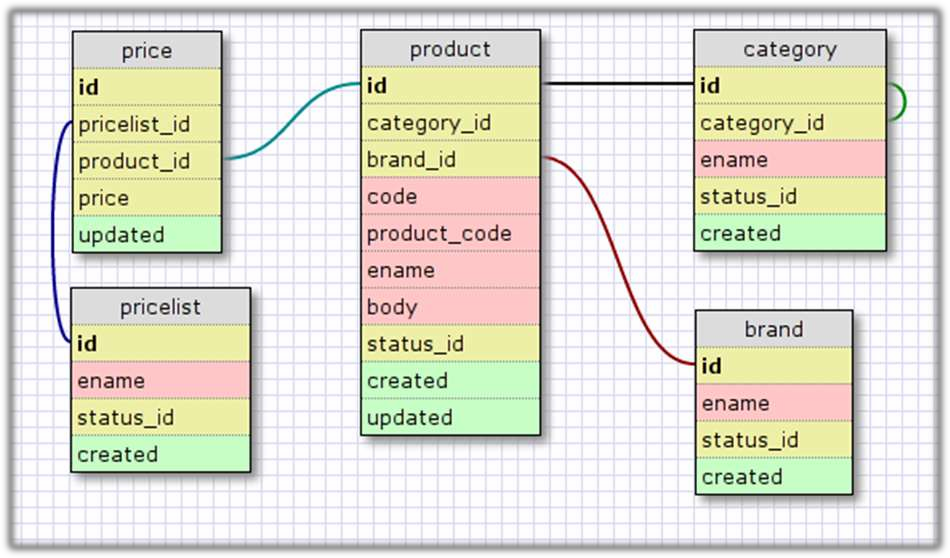 price
id
pricelist_id
product_id
price
updated
pricelist
id
ename
status_id
created
product
id
category_id
brand_id
code
product_code
ename
body
status_id
created
updated
category
id
category_id
ename
status_id
created
brand
id
ename
status_id
created